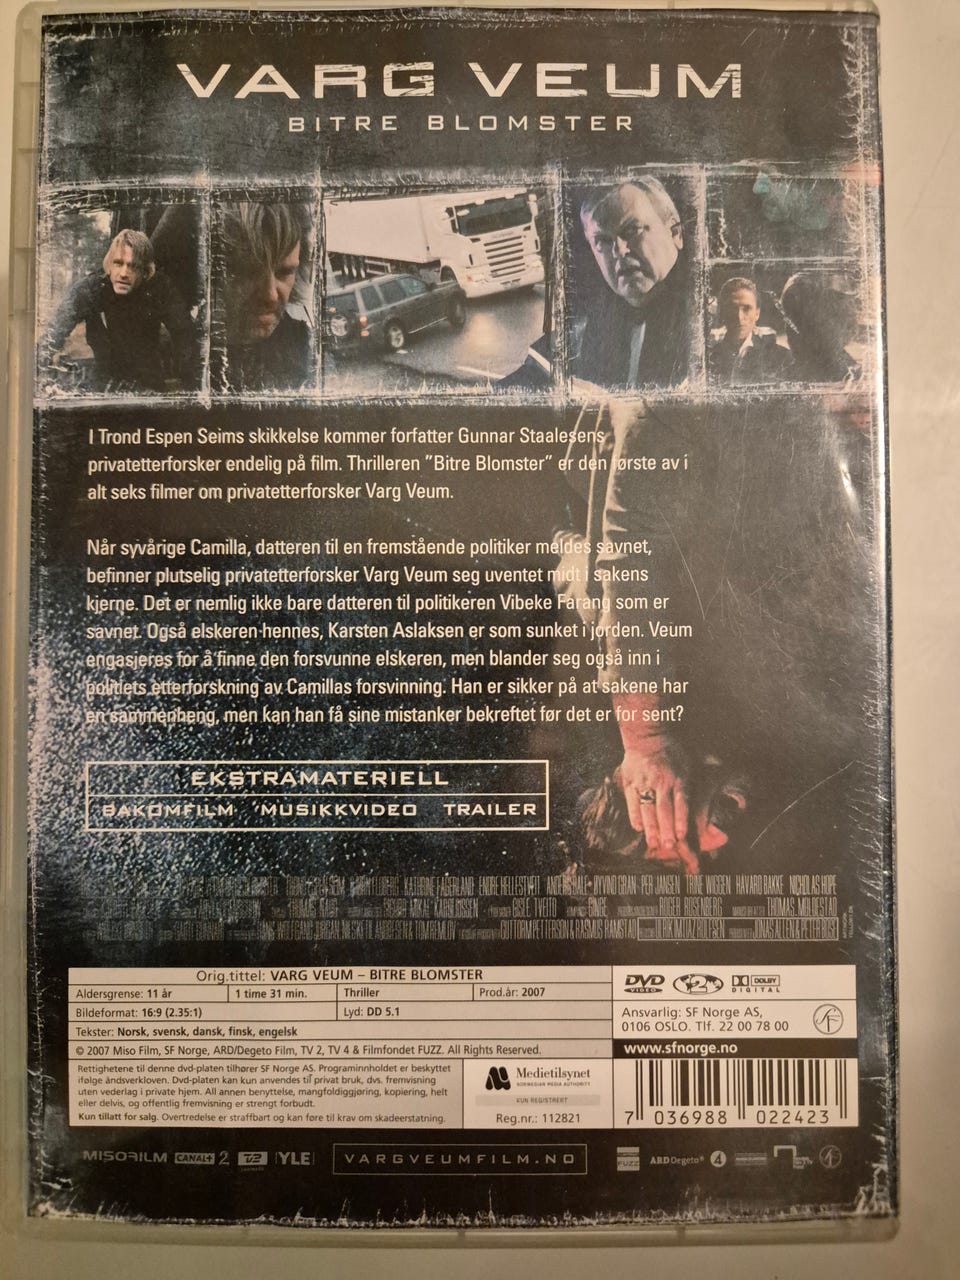 VARG VEUM
BITRE BLOMSTER
I Trond Espen Seims skikkelse kommer forfatter Gunnar Staalesens
privatetterforsker endelig på film. Thrilleren "Bitre Blomster" er den første av i
alt seks filmer om privatetterforsker Varg Veum.
Når syvårige Camilla, datteren til en fremstående politiker meldes savnet,
befinner plutselig privatetterforsker Varg Veum seg uventet midt i sakens
kjerne. Det er nemlig ikke bare datteren til politikeren Vibeke Farang som er
savnet. Også elskeren hennes, Karsten Aslaksen er som sunket i jorden. Veum
engasjeres for å finne den forsvunne elskeren, men blander seg også inn i
politiets etterforskning av Camillas forsvinning. Han er sikker på at sakene har
en sammenheng, men kan han få sine mistanker bekreftet før det er for sent?
EKSTRAMATERIELL
BAKOMFILM MUSIKKVIDEO TRAILER
KATHRINE FAGERLAND ENDRE HELLESTVEIT ANDERS DALE ØYVIND GRAN PER JANSEN TRINE WIGGEN HAVARD BAKKE NICHOLAS HOPE
GISLE TVEITO GINGE ROGER ROSENBERG THOMAS MOLDESTAD
GUTTORM PETTERSON & RASMUS RAMSTAD
Orig.tittel: VARG VEUM – BITRE BLOMSTER
Aldersgrense: 11 år 1 time 31 min. Thriller Prod.år: 2007
Bildeformat: 16:9 (2.35:1) Lyd: DD 5.1
Tekster: Norsk, svensk, dansk, finsk, engelsk
© 2007 Miso Film, SF Norge, ARD/Degeto Film, TV 2, TV 4 & Filmfondet FUZZ. All Rights Reserved.
Rettighetene til denne dvd-platen tilhører SF Norge AS. Programinnholdet er beskyttet
ifølge åndsverkloven. Dvd-platen kan kun anvendes til privat bruk, dvs. fremvisning
uten vederlag i private hjem. All annen benyttelse, mangfoldiggjøring, kopiering, helt
eller delvis, og offentlig fremvisning er strengt forbudt.
Kun tillatt for salg. Overtredelse er straffbart og kan føre til krav om skadeerstatning.
Medietilsynet
NORWEGIAN MEDIA AUTHORITY
KUN REGISTRERT
Reg.nr.: 112821
DVD VIDEO 2 DOLBY DIGITAL
Ansvarlig: SF Norge AS,
0106 OSLO. Tlf. 22 00 78 00
SF
www.sfnorge.no
7 036988 022423
MISOFILM CANAL+ 2 TV2 YLE VARGVEUMFILM.NO FUZZ ARD Degeto 4 SF